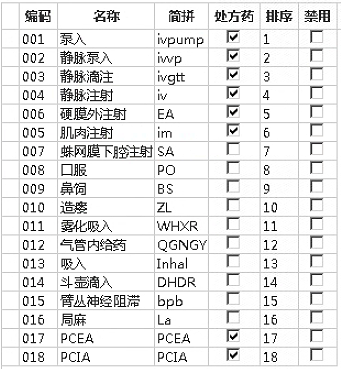 编码 名称 简拼 处方药 排序 禁用
001 泵入 ivpump 1
002 静脉泵入 ivvp 2
003 静脉滴注 ivgtt 3
004 静脉注射 iv 4
006 硬膜外注射 EA 5
005 肌肉注射 im 6
007 蛛网膜下腔注射 SA 7
008 口服 PO 8
009 鼻饲 BS 9
010 造瘘 ZL 10
011 雾化吸入 WHXR 11
012 气管内给药 QGNGY 12
013 吸入 Inhal 13
014 斗壶滴入 DHDR 14
015 臂丛神经阻滞 bpb 15
016 局麻 La 16
017 PCEA PCEA 17
018 PCIA PCIA 18